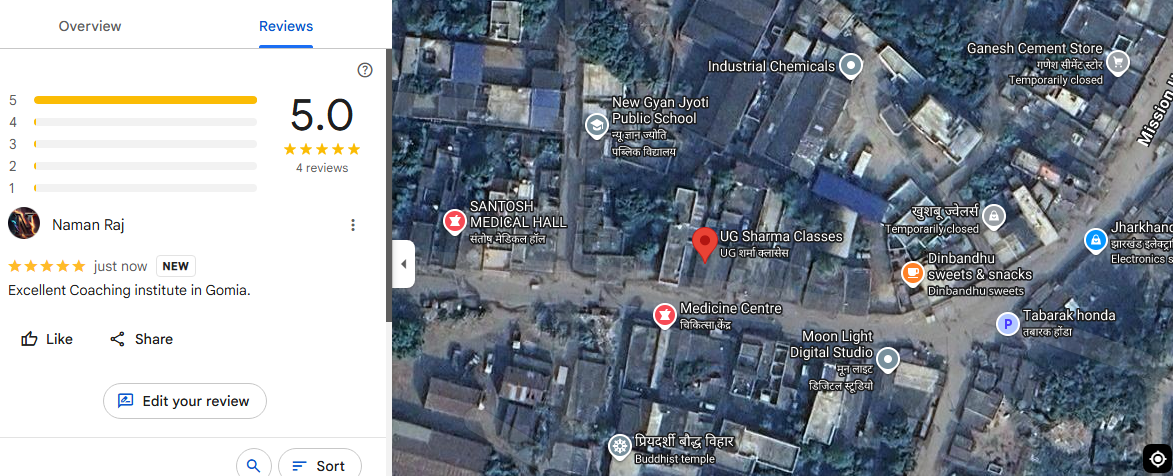 Overview
Reviews
5
4
3
2
1
5.0
4 reviews
Naman Raj
just now
NEW
Excellent Coaching institute in Gomia.
Like
Share
Edit your review
Sort
Industrial Chemicals
Ganesh Cement Store
गणेश सीमेंट स्टोर
Temporarily closed
Mission
New Gyan Jyoti
Public School
न्यू ज्ञान ज्योति
पब्लिक विद्यालय
SANTOSH
MEDICAL HALL
संतोष मेडिकल हॉल
UG Sharma Classes
UG शर्मा क्लासेस
खुशबू ज्वेलर्स
Temporarily closed
Jharkhand
झारखंड इलेक्ट्रा
Electronics s
Dinbandhu
sweets & snacks
Dinbandhu sweets
Medicine Centre
चिकित्सा केंद्र
P
Tabarak honda
तबारक होंडा
Moon Light
Digital Studio
मून लाइट
डिजिटल स्टूडियो
प्रियदर्शी बौद्ध विहार
Buddhist temple